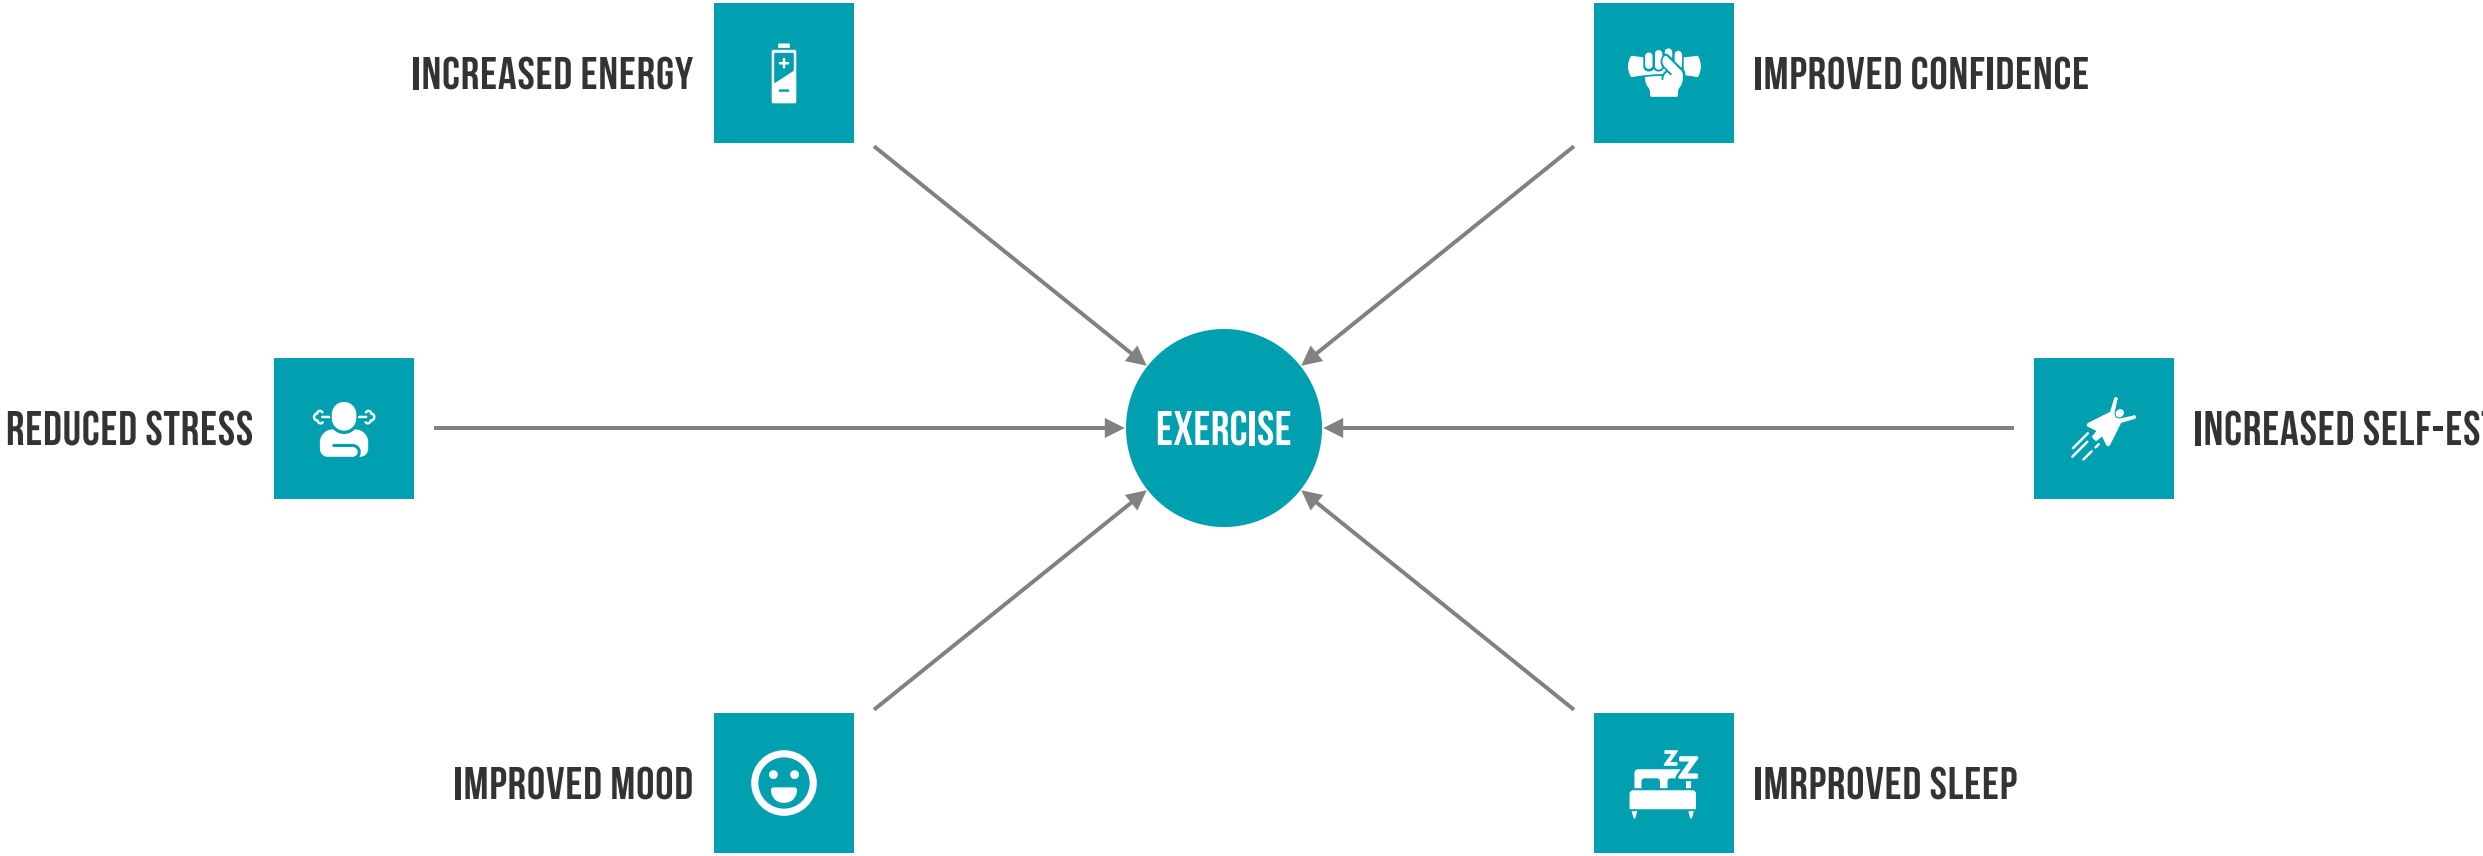 INCREASED ENERGY
IMPROVED CONFIDENCE
REDUCED STRESS
EXERCISE
INCREASED SELF-ES
IMPROVED MOOD
IMRPROVED SLEEP